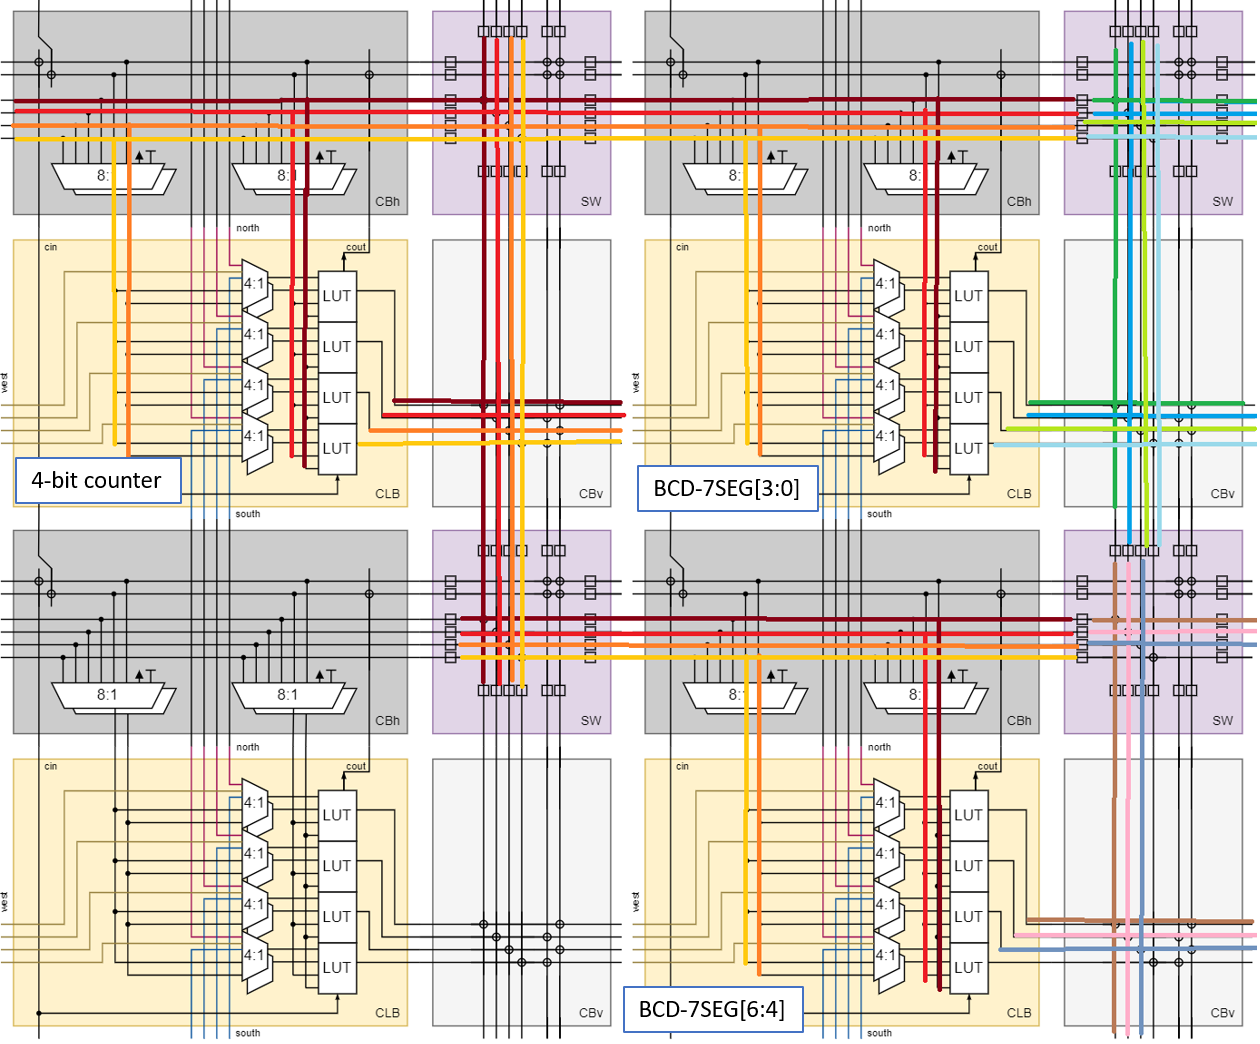 8:1
8:1
CBh
SW
8:1
8:1
CBh
SW
north
north
cin
cout
cin
cout
4:1
LUT
4:1
LUT
4:1
LUT
4:1
LUT
4:1
LUT
4:1
LUT
west
west
4:1
LUT
4:1
LUT
4-bit counter
BCD-7SEG[3:0]
CLB
CBv
CLB
CBv
south
south
8:1
8:1
CBh
SW
8:1
8:1
CBh
SW
north
north
cin
cout
cin
cout
4:1
LUT
4:1
LUT
4:1
LUT
4:1
LUT
4:1
LUT
4:1
LUT
west
west
4:1
LUT
4:1
LUT
BCD-7SEG[6:4]
CLB
CBv
CLB
CBv
south
south